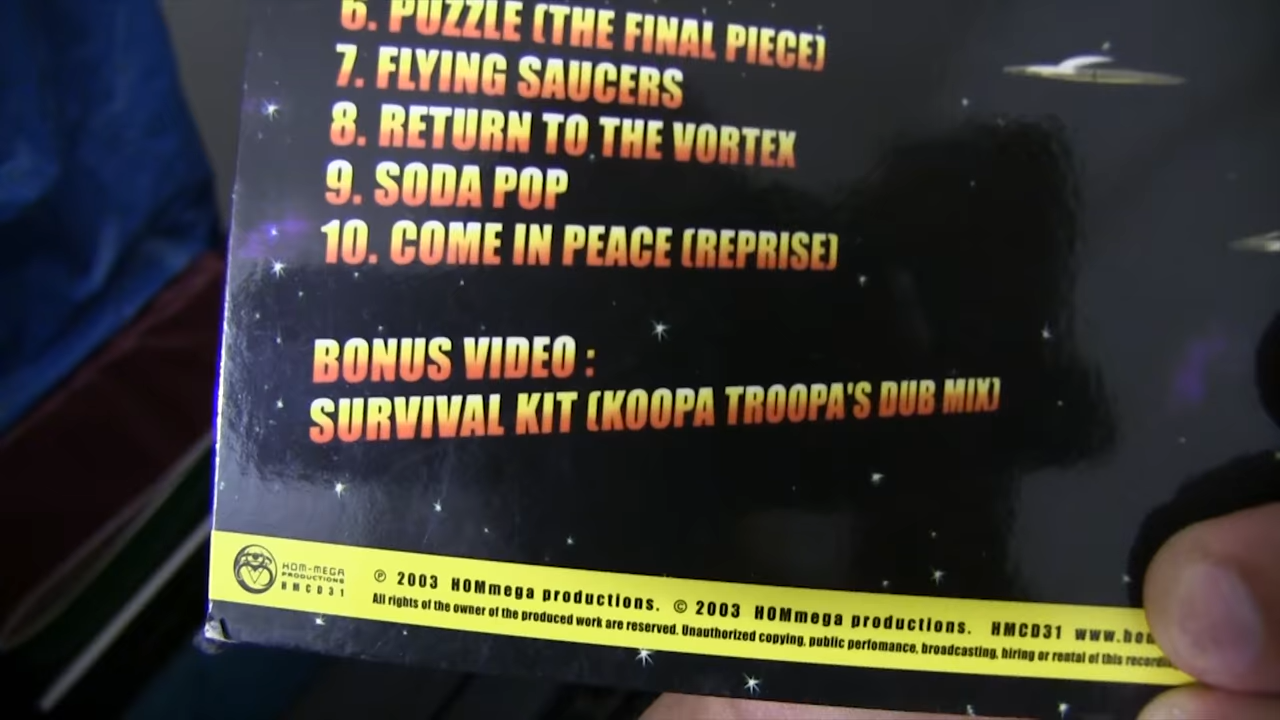 6. PUZZLE (THE FINAL PIECE)
7. FLYING SAUCERS
8. RETURN TO THE VORTEX
9. SODA POP
10. COME IN PEACE (REPRISE)
BONUS VIDEO :
SURVIVAL KIT (KOOPA TROOPA'S DUB MIX)
HOM-MEGA
PRODUCTIONS
HMCD31
℗ 2003 HOMmega productions. © 2003 HOMmega productions. HMCD31
All rights of the owner of the produced work are reserved. Unauthorized copying, public perfomance, broadcasting, hiring or rental of this